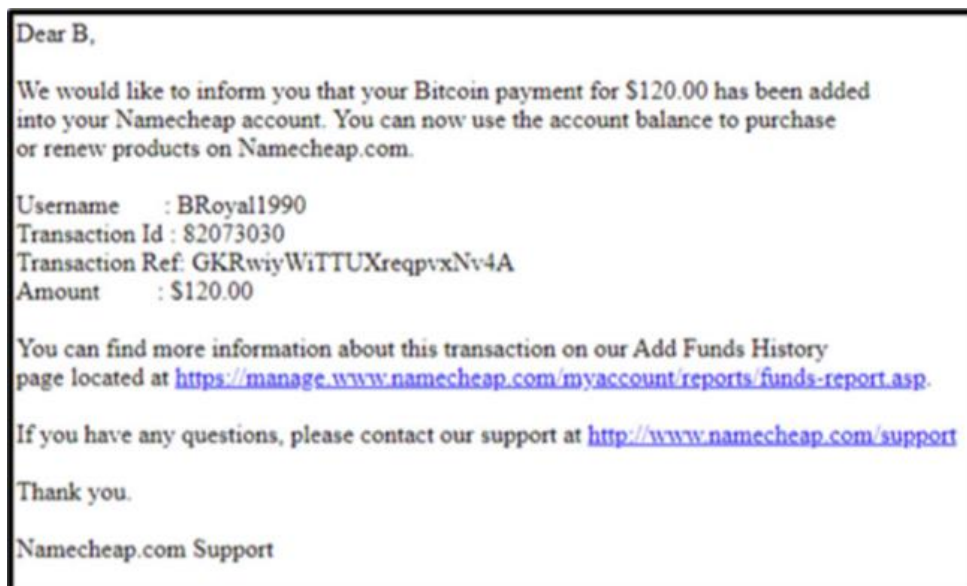 Dear B,
We would like to inform you that your Bitcoin payment for $120.00 has been added
into your Namecheap account. You can now use the account balance to purchase
or renew products on Namecheap.com.
Username : BRoyal1990
Transaction Id : 82073030
Transaction Ref: GKRwiyWiTTUXreqpvxNv4A
Amount : $120.00
You can find more information about this transaction on our Add Funds History
page located at https://manage.www.namecheap.com/myaccount/reports/funds-report.asp.
If you have any questions, please contact our support at http://www.namecheap.com/support
Thank you.
Namecheap.com Support